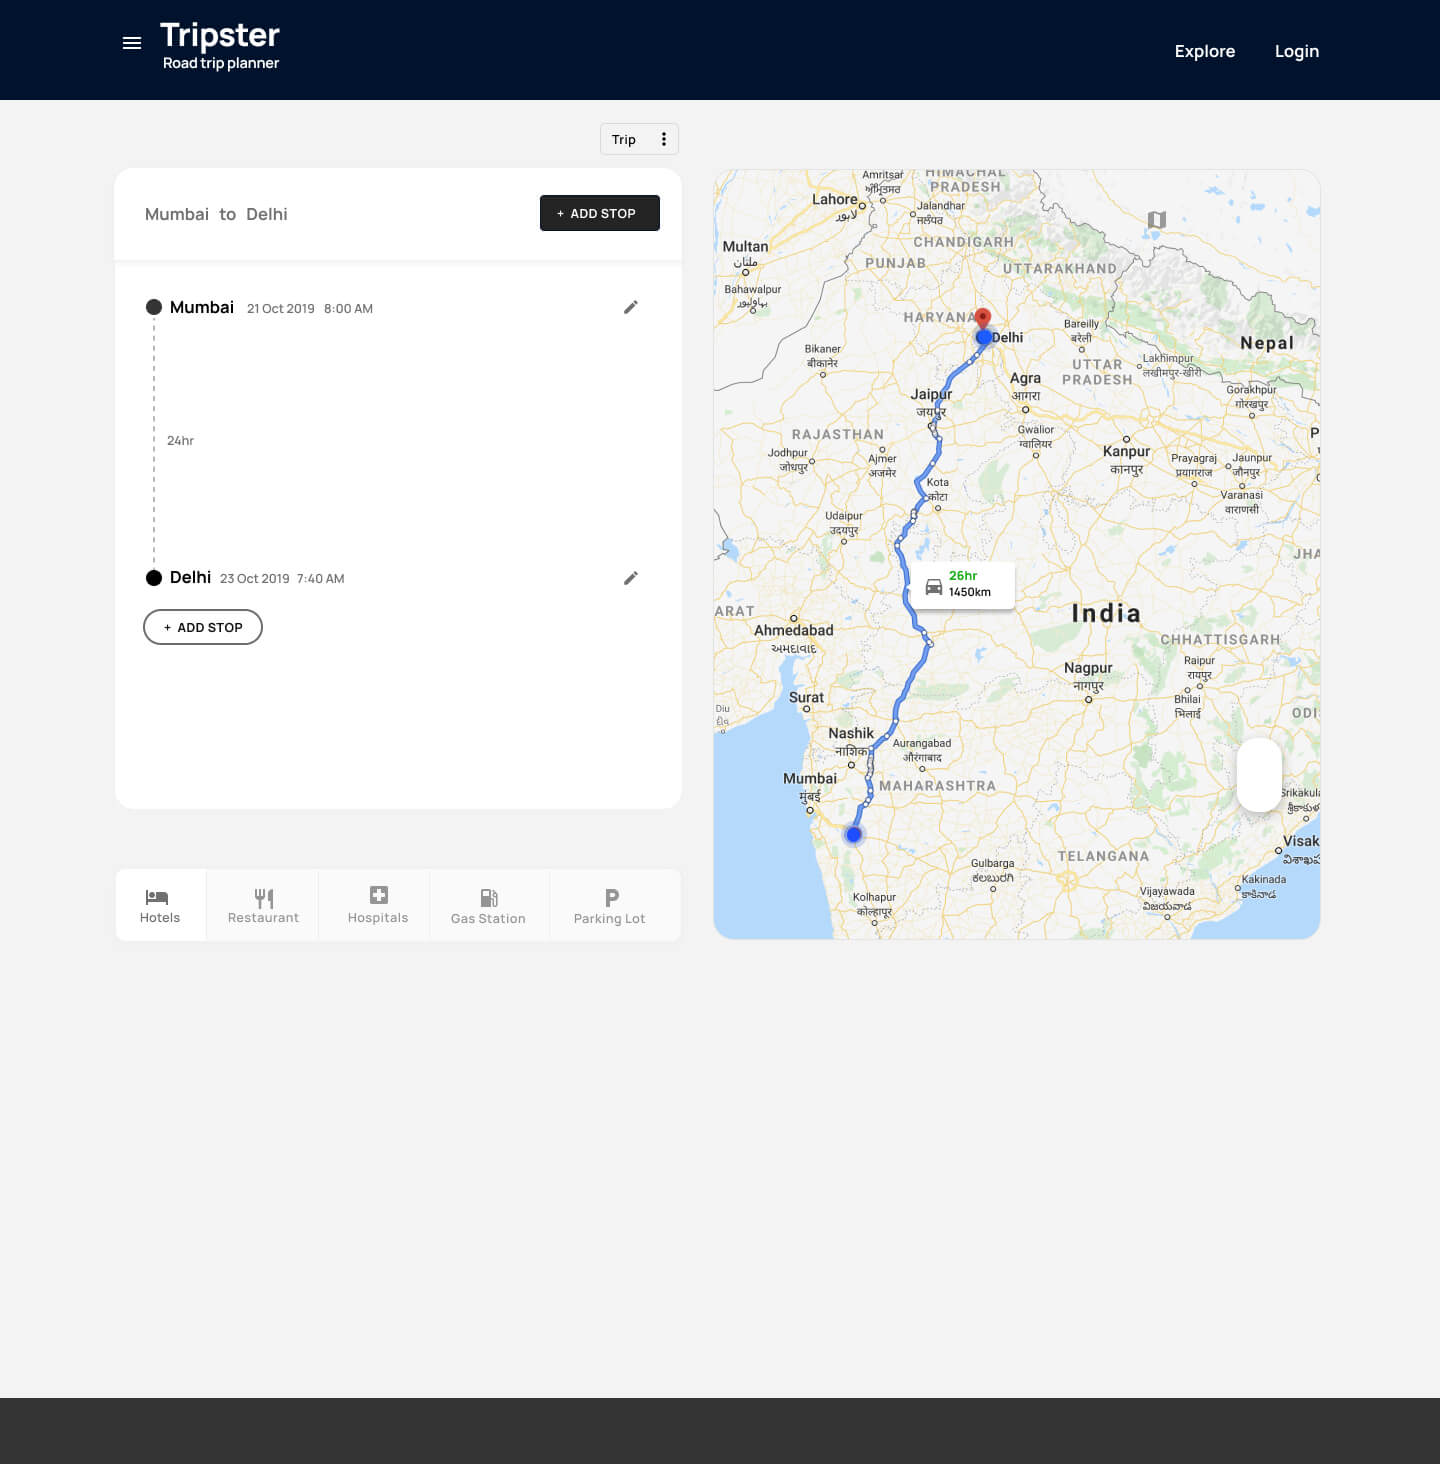 Tripster
Road trip planner
Explore
Login
Trip
Mumbai to Delhi
+ ADD STOP
Mumbai 21 Oct 2019 8:00 AM
24hr
Delhi 23 Oct 2019 7:40 AM
+ ADD STOP
Hotels
Restaurant
Hospitals
Gas Station
Parking Lot
Amritsar
ਅੰਮ੍ਰਿਤਸਰ
HIMACHAL
PRADESH
Lahore
لاہور
Jalandhar
ਜਲੰਧਰ
Multan
ملتان
CHANDIGARH
PUNJAB
UTTARAKHAND
Bahawalpur
بہاولپور
HARYANA
Delhi
Bareilly
बरेली
Nepal
Bikaner
बीकानेर
UTTAR
PRADESH
Lakhimpur
लखीमपुर-खीरी
Agra
आगरा
Jaipur
जयपुर
Gorakhpur
गोरखपुर
RAJASTHAN
Gwalior
ग्वालियर
P
Jodhpur
जोधपुर
Ajmer
अजमेर
Kanpur
कानपुर
Prayagraj
प्रयागराज
Jaunpur
जौनपुर
Kota
कोटा
Varanasi
वाराणसी
Udaipur
उदयपुर
JHA
26hr
1450km
ARAT
India
Ahmedabad
અમદાવાદ
CHHATTISGARH
Nagpur
नागपुर
Raipur
रायपुर
Surat
Bhilai
भिलाई
Diu
દીવ
ODI
Nashik
नाशिक
Aurangabad
औरंगाबाद
Mumbai
मुंबई
MAHARASHTRA
Srikakul
శ్రీకాకుళ
TELANGANA
Visak
విశాఖప
Gulbarga
ಕಲಬುರಗಿ
Kakinada
కాకినాడ
Kolhapur
कोल्हापूर
Vijayawada
విజయవాడ